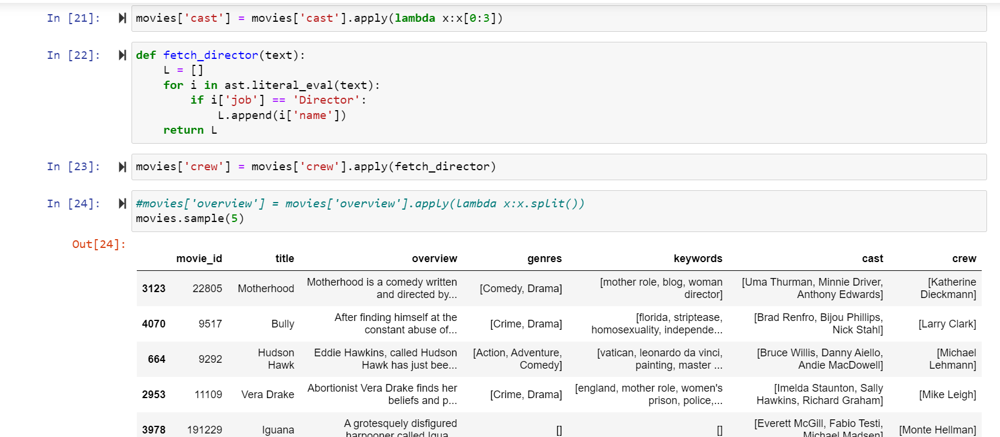 In [21]: movies['cast'] = movies['cast'].apply(lambda x:x[0:3])
In [22]: def fetch_director(text):
L = []
for i in ast.literal_eval(text):
if i['job'] == 'Director':
L.append(i['name'])
return L
In [23]: movies['crew'] = movies['crew'].apply(fetch_director)
In [24]: #movies['overview'] = movies['overview'].apply(lambda x:x.split())
movies.sample(5)
Out[24]:
movie_id title overview genres keywords cast crew
3123 22805 Motherhood Motherhood is a comedy written and directed by... [Comedy, Drama] [mother role, blog, woman director] [Uma Thurman, Minnie Driver, Anthony Edwards] [Katherine Dieckmann]
4070 9517 Bully After finding himself at the constant abuse of... [Crime, Drama] [florida, striptease, homosexuality, independe... [Brad Renfro, Bijou Phillips, Nick Stahl] [Larry Clark]
664 9292 Hudson Hawk Eddie Hawkins, called Hudson Hawk has just bee... [Action, Adventure, Comedy] [vatican, leonardo da vinci, painting, master ... [Bruce Willis, Danny Aiello, Andie MacDowell] [Michael Lehmann]
2953 11109 Vera Drake Abortionist Vera Drake finds her beliefs and p... [Crime, Drama] [england, mother role, women's prison, police,... [Imelda Staunton, Sally Hawkins, Richard Graham] [Mike Leigh]
3978 191229 Iguana A grotesquely disfigured harpooner called Igua... [] [] [Everett McGill, Fabio Testi, Michael Madsen] [Monte Hellman]